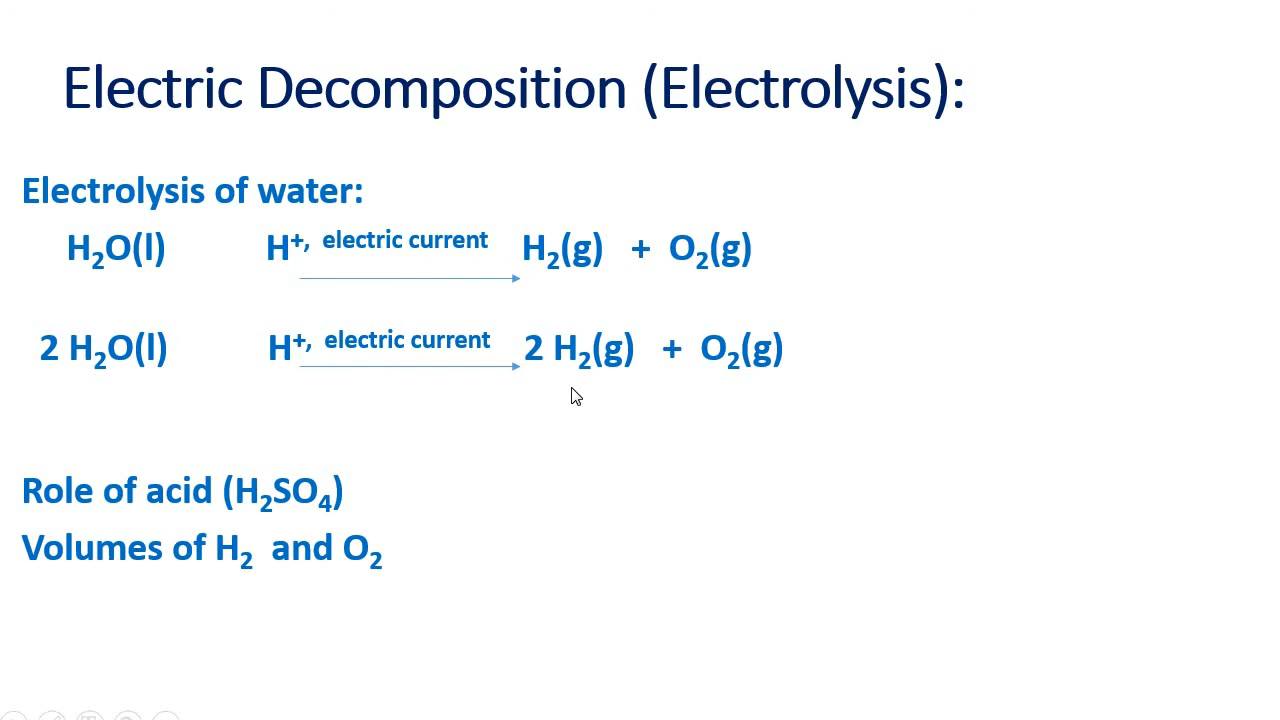 Electric Decomposition (Electrolysis):
Electrolysis of water:
H₂O(l) H⁺, electric current H₂(g) + O₂(g)
2 H₂O(l) H⁺, electric current 2 H₂(g) + O₂(g)
Role of acid (H₂SO₄)
Volumes of H₂ and O₂